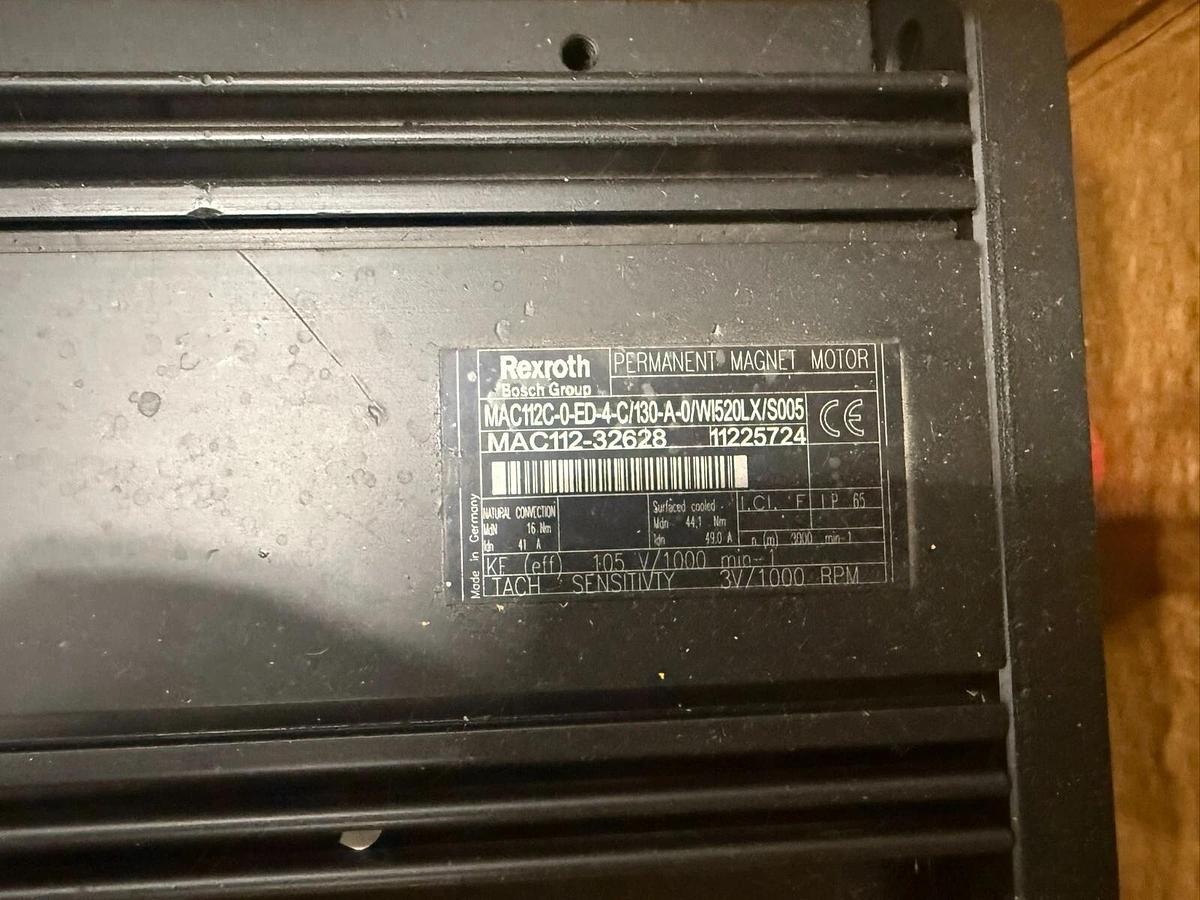 Rexroth
Bosch Group
PERMANENT MAGNET MOTOR
MAC112C-0-ED-4-C/130-A-0/WI520LX/S005
MAC112-32628 11225724
CE
Made in Germany
NATURAL CONVECTION
MdN 16 Nm
Idn 41 A
Surfaced cooled
Mdn 44.1 Nm
Idn 49.0 A
I.Cl. F IP 65
n (m) min-1
KE (eff) 105 V/1000 min-1
TACH SENSITIVTY 3V/1000 RPM